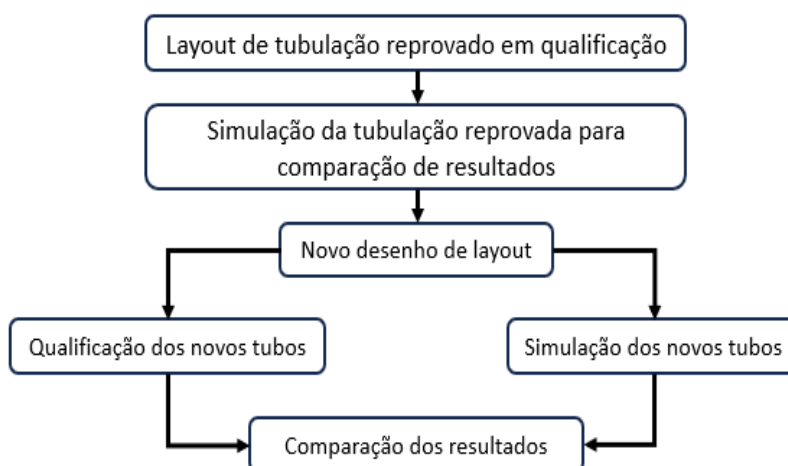 Layout de tubulação reprovado em qualificação
Simulação da tubulação reprovada para
comparação de resultados
Novo desenho de layout
Qualificação dos novos tubos
Simulação dos novos tubos
Comparação dos resultados